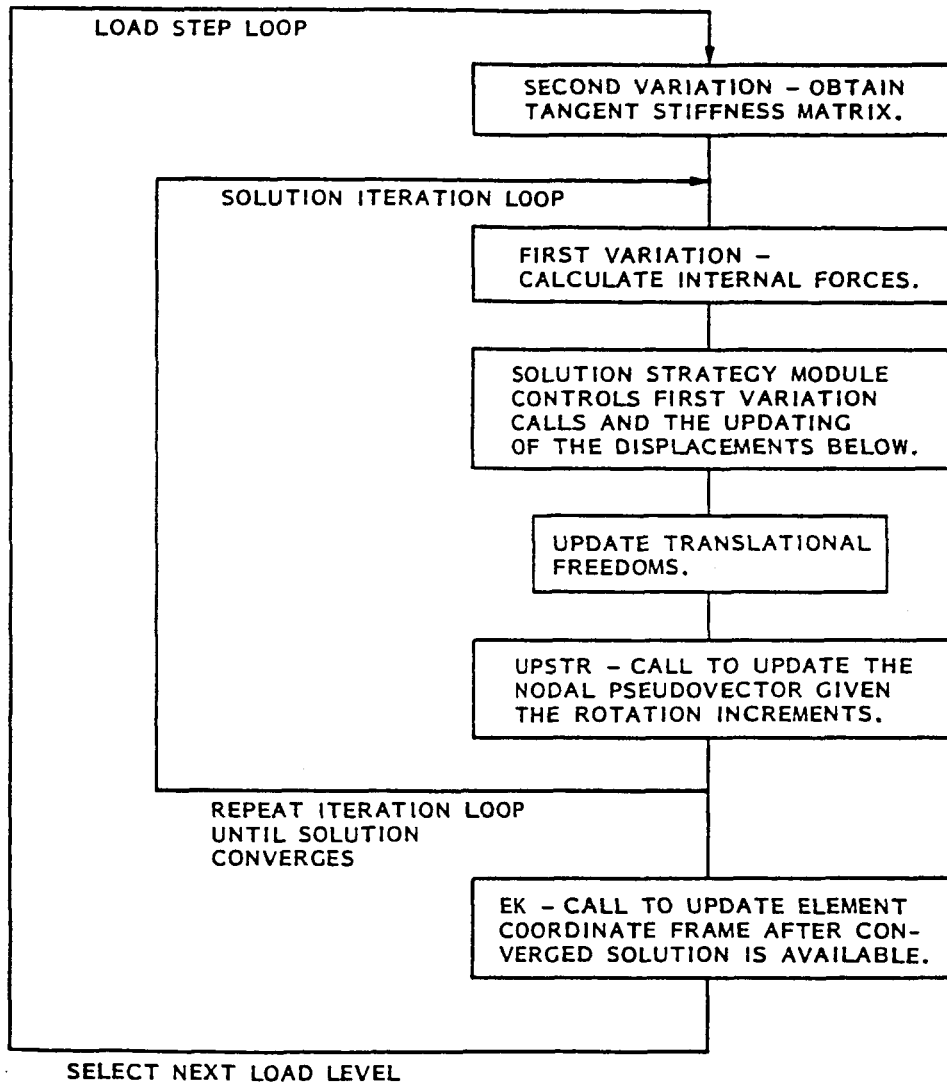 LOAD STEP LOOP
SECOND VARIATION – OBTAIN
TANGENT STIFFNESS MATRIX.
SOLUTION ITERATION LOOP
FIRST VARIATION –
CALCULATE INTERNAL FORCES.
SOLUTION STRATEGY MODULE
CONTROLS FIRST VARIATION
CALLS AND THE UPDATING
OF THE DISPLACEMENTS BELOW.
UPDATE TRANSLATIONAL
FREEDOMS.
UPSTR – CALL TO UPDATE THE
NODAL PSEUDOVECTOR GIVEN
THE ROTATION INCREMENTS.
REPEAT ITERATION LOOP
UNTIL SOLUTION
CONVERGES
EK – CALL TO UPDATE ELEMENT
COORDINATE FRAME AFTER CON-
VERGED SOLUTION IS AVAILABLE.
SELECT NEXT LOAD LEVEL